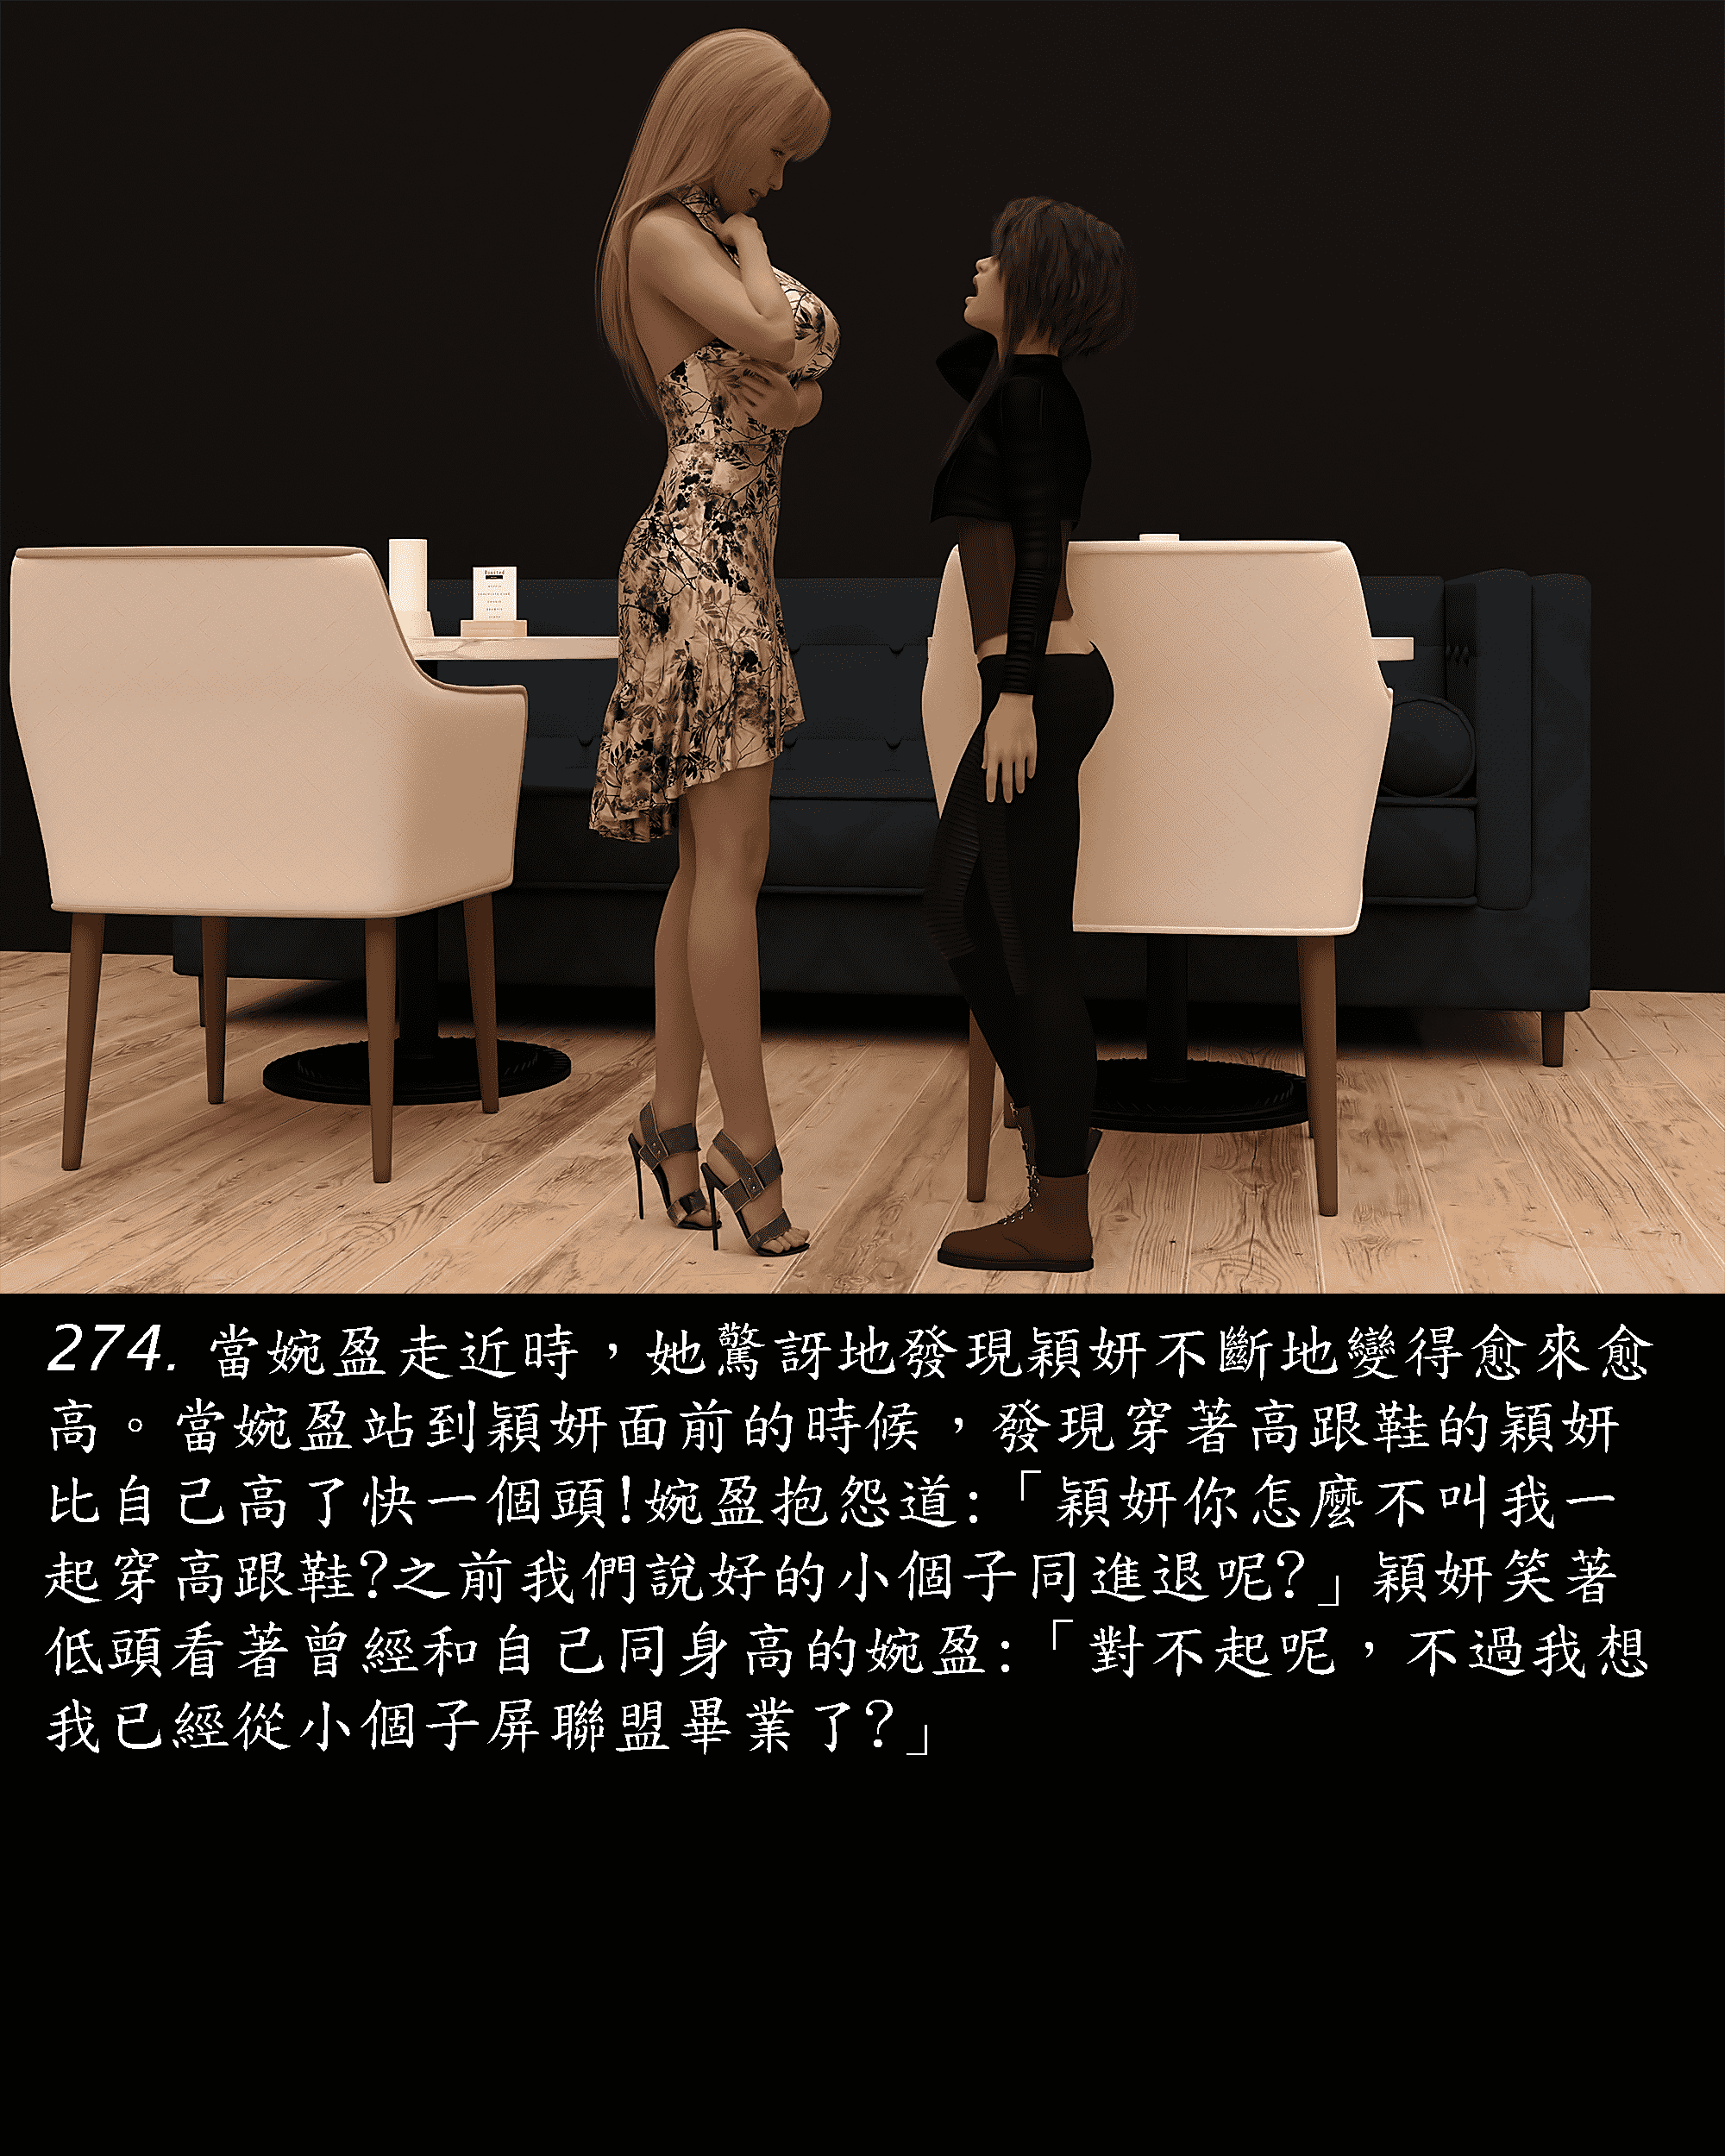 Roasted
274. 當婉盈走近時，她驚訝地發現穎妍不斷地變得愈來愈
高。當婉盈站到穎妍面前的時候，發現穿著高跟鞋的穎妍
比自己高了快一個頭!婉盈抱怨道:「穎妍你怎麼不叫我一
起穿高跟鞋?之前我們說好的小個子同進退呢?」穎妍笑著
低頭看著曾經和自己同身高的婉盈:「對不起呢，不過我想
我已經從小個子屏聯盟畢業了?」